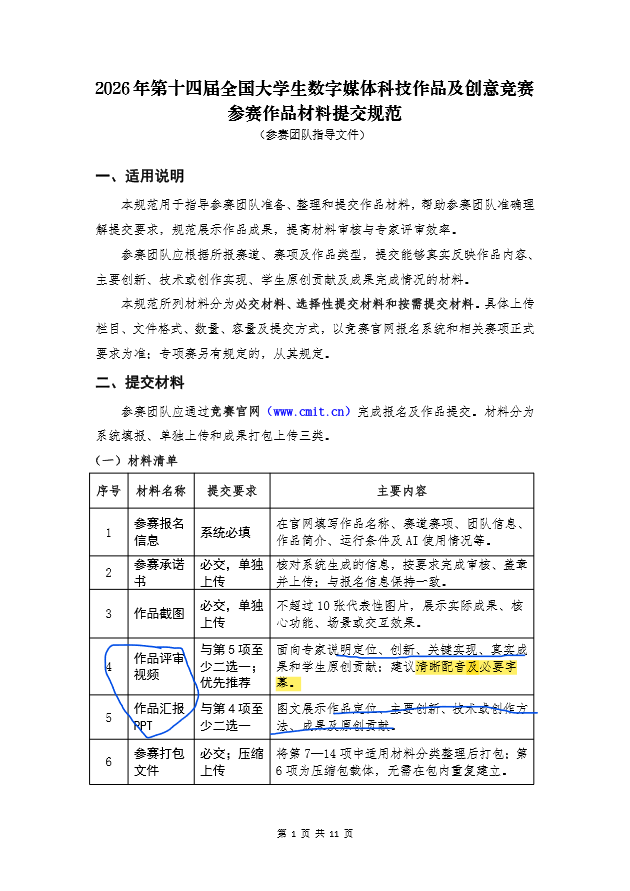 2026 年第十四届全国大学生数字媒体科技作品及创意竞赛
参赛作品材料提交规范
（参赛团队指导文件）
一、适用说明
本规范用于指导参赛团队准备、整理和提交作品材料，帮助参赛团队准确理
解提交要求，规范展示作品成果，提高材料审核与专家评审效率。
参赛团队应根据所报赛道、赛项及作品类型，提交能够真实反映作品内容、
主要创新、技术或创作实现、学生原创贡献及成果完成情况的材料。
本规范所列材料分为必交材料、选择性提交材料和按需提交材料。具体上传
栏目、文件格式、数量、容量及提交方式，以竞赛官网报名系统和相关赛项正式
要求为准；专项赛另有规定的，从其规定。
二、提交材料
参赛团队应通过竞赛官网（www.cmit.cn）完成报名及作品提交。材料分为
系统填报、单独上传和成果打包上传三类。
（一）材料清单
序号 材料名称 提交要求 主要内容
1 参赛报名信息 系统必填 在官网填写作品名称、赛道赛项、团队信息、
作品简介、运行条件及 AI 使用情况等。
2 参赛承诺书 必交，单独上传 核对系统生成的信息，按要求完成审核、盖章
并上传；与报名信息保持一致。
3 作品截图 必交，单独上传 不超过 10 张代表性图片，展示实际成果、核
心功能、场景或交互效果。
4 作品评审视频 与第 5 项至少二选一；优先推荐 面向专家说明定位、创新、关键实现、真实成
果和学生原创贡献；建议清晰配音及必要字
幕。
5 作品汇报 PPT 与第 4 项至少二选一 图文展示作品定位、主要创新、技术或创作方
法、成果及原创贡献。
6 参赛打包文件 必交；压缩上传 将第 7—14 项中适用材料分类整理后打包；第
6 项为压缩包载体，无需在包内重复建立。
第 1 页 共 11 页